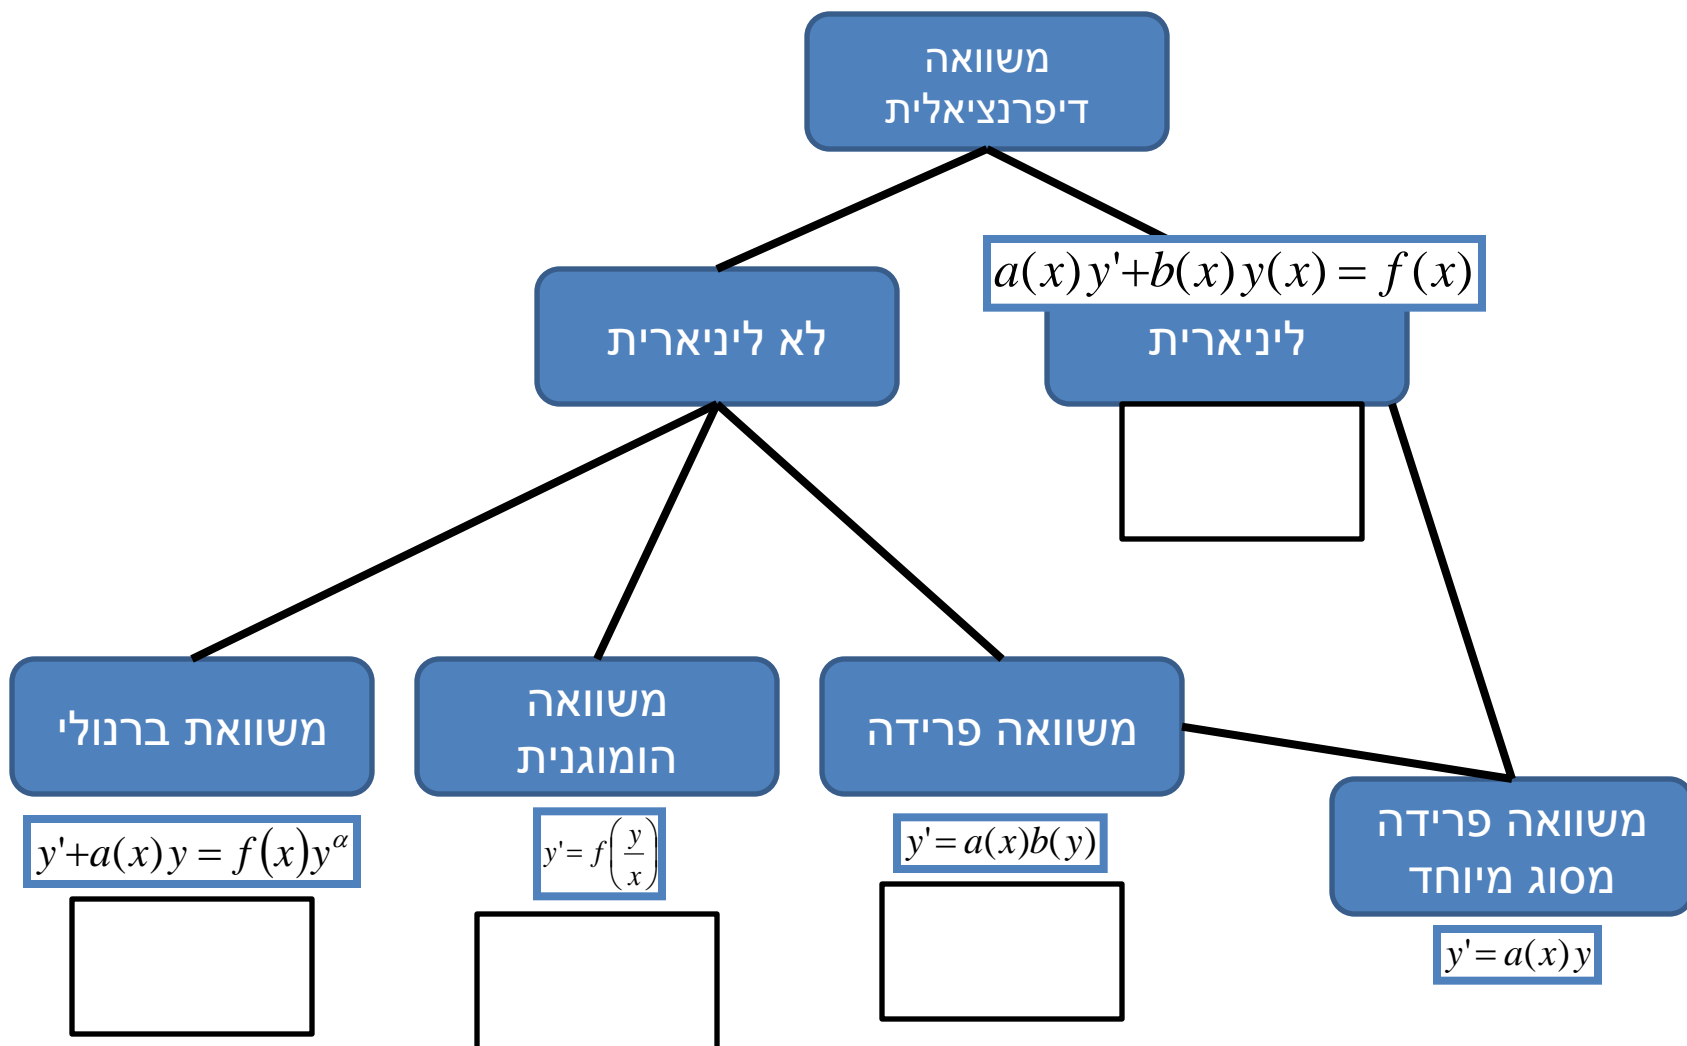 משוואה
דיפרנציאלית
a(x)y'+b(x)y(x) = f(x)
ליניארית
לא ליניארית
משוואת ברנולי
משוואה
הומוגנית
משוואה פרידה
משוואה פרידה
מסוג מיוחד
y'+a(x)y = f(x)y^α
y'= f(y/x)
y'= a(x)b(y)
y'= a(x)y